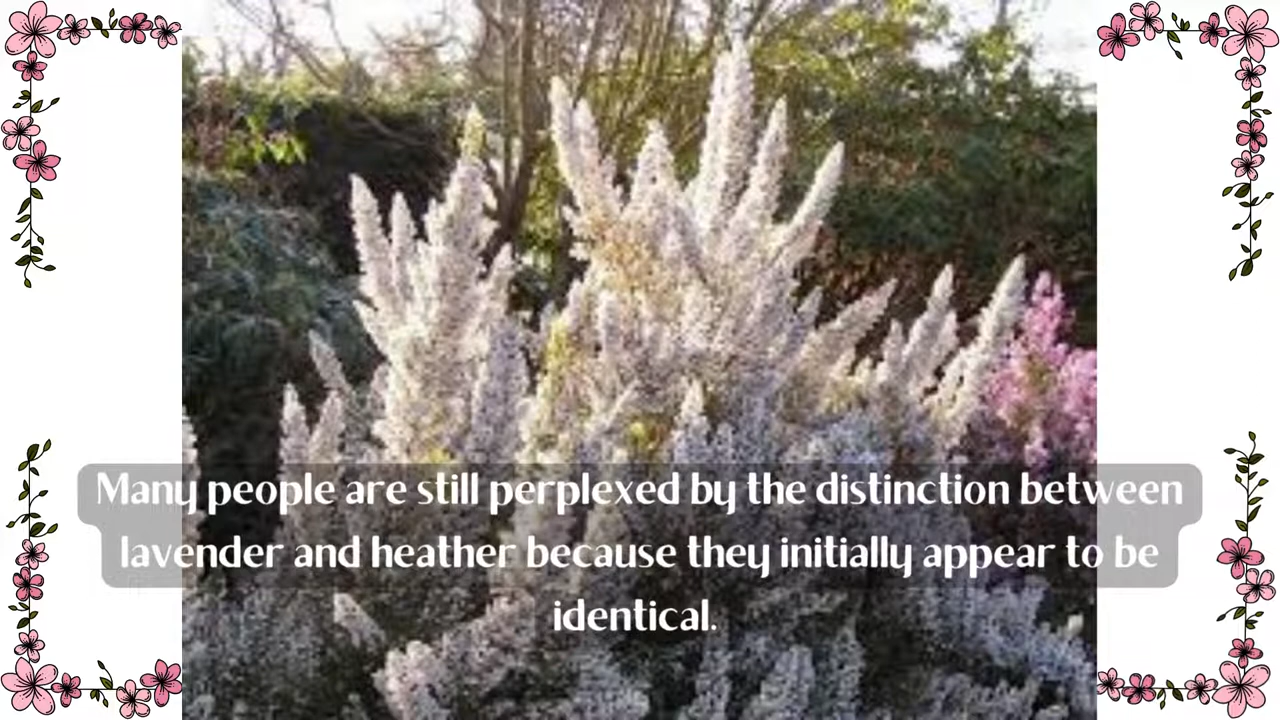 Many people are still perplexed by the distinction between
lavender and heather because they initially appear to be
identical.